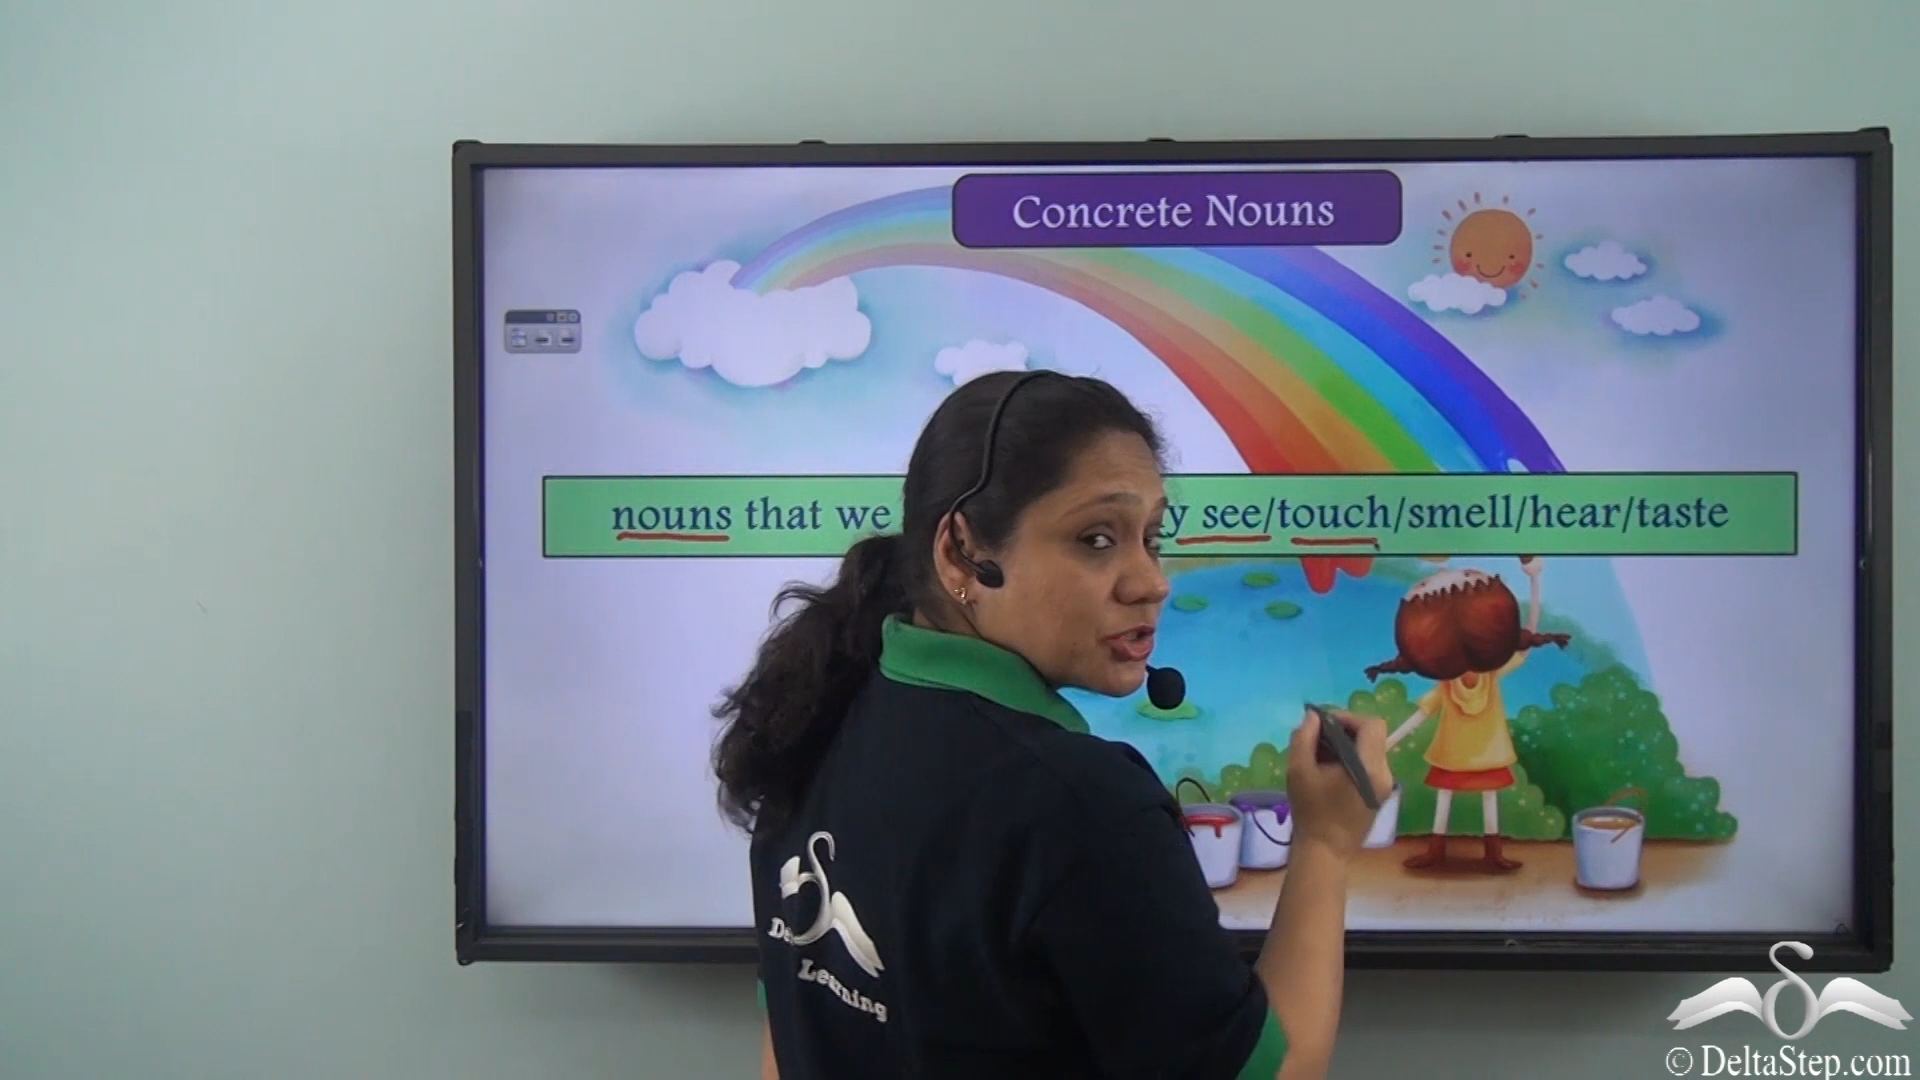 Concrete Nouns
nouns that we see/touch/smell/hear/taste
Learning
© DeltaStep.com